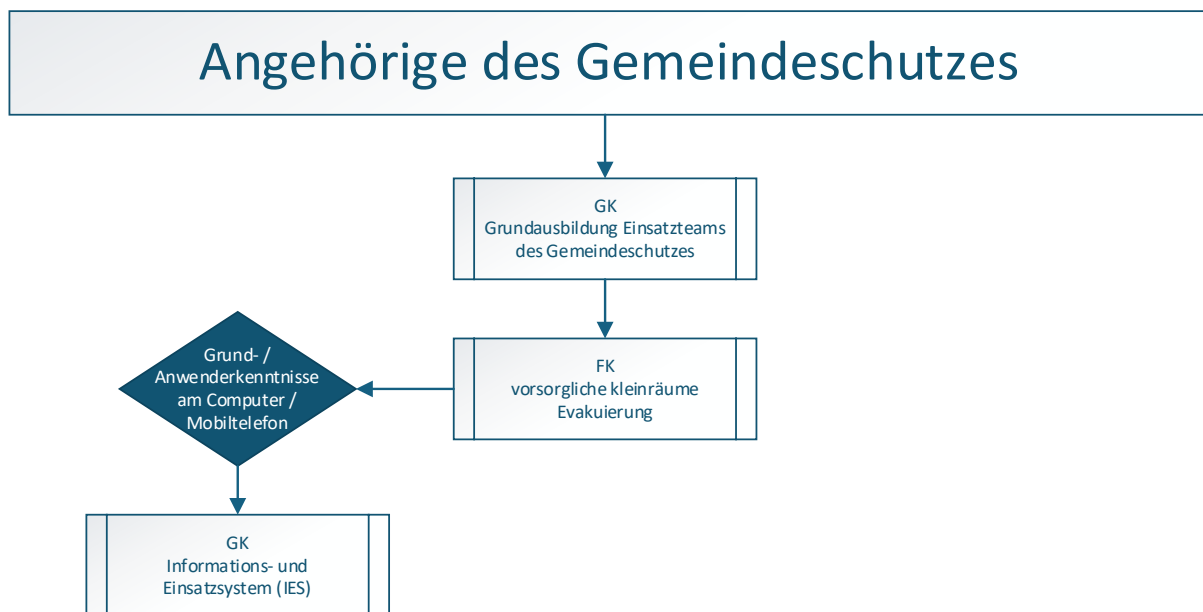 Angehörige des Gemeindeschutzes
GK
Grundausbildung Einsatzteams
des Gemeindeschutzes
FK
vorsorgliche kleinräume
Evakuierung
Grund- /
Anwenderkenntnisse
am Computer /
Mobiltelefon
GK
Informations- und
Einsatzsystem (IES)